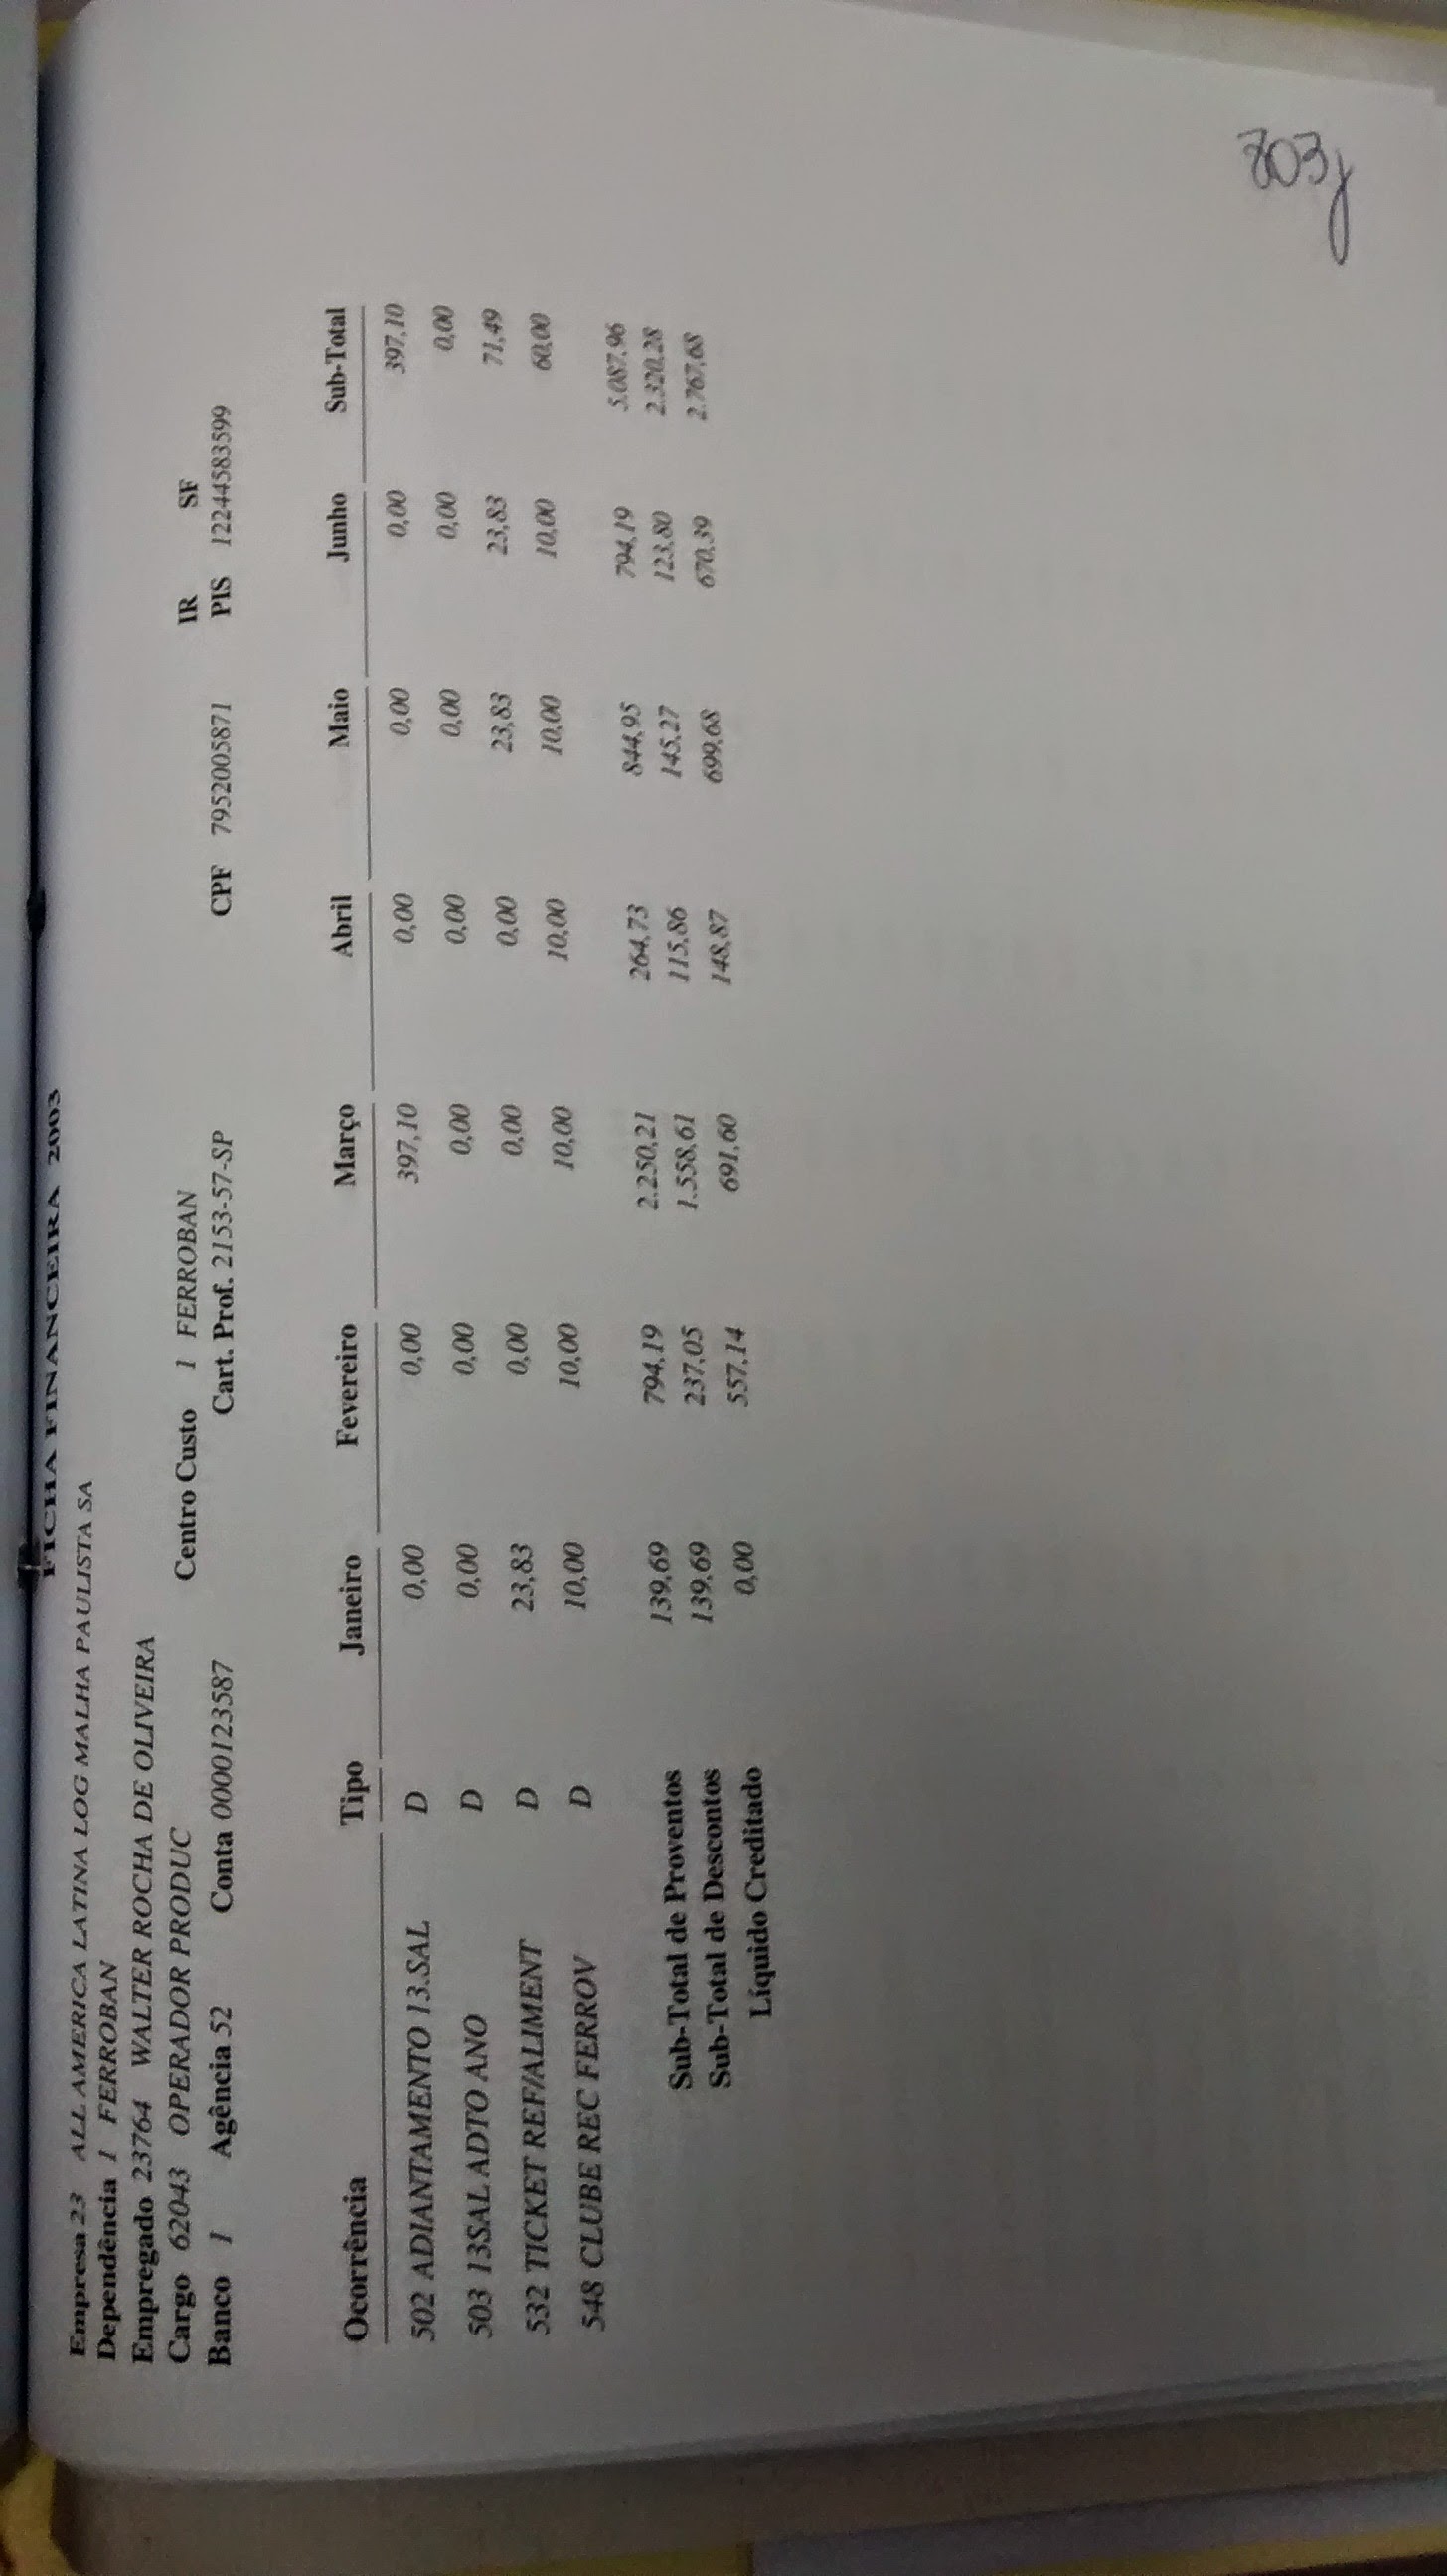 FICHA FINANCEIRA 2003
Empresa 23 ALL AMERICA LATINA LOG MALHA PAULISTA SA
Dependência 1 FERROBAN
Empregado 23764 WALTER ROCHA DE OLIVEIRA
Cargo 62043 OPERADOR PRODUC Centro Custo 1 FERROBAN IR SF
Banco 1 Agência 52 Conta 0000123587 Cart. Prof. 2153-57-SP CPF 7952005871 PIS 12244583599
Ocorrência Tipo Janeiro Fevereiro Março Abril Maio Junho Sub-Total
502 ADIANTAMENTO 13.SAL D 0,00 0,00 397,10 0,00 0,00 0,00 397,10
503 13SAL ADTO ANO D 0,00 0,00 0,00 0,00 0,00 0,00 0,00
532 TICKET REF/ALIMENT D 23,83 0,00 0,00 0,00 23,83 23,83 71,49
548 CLUBE REC FERROV D 10,00 10,00 10,00 10,00 10,00 10,00 60,00
Sub-Total de Proventos 139,69 794,19 2.250,21 264,73 844,95 794,19 5.087,96
Sub-Total de Descontos 139,69 237,05 1.558,61 115,86 145,27 123,80 2.320,28
Líquido Creditado 0,00 557,14 691,60 148,87 699,68 670,39 2.767,68